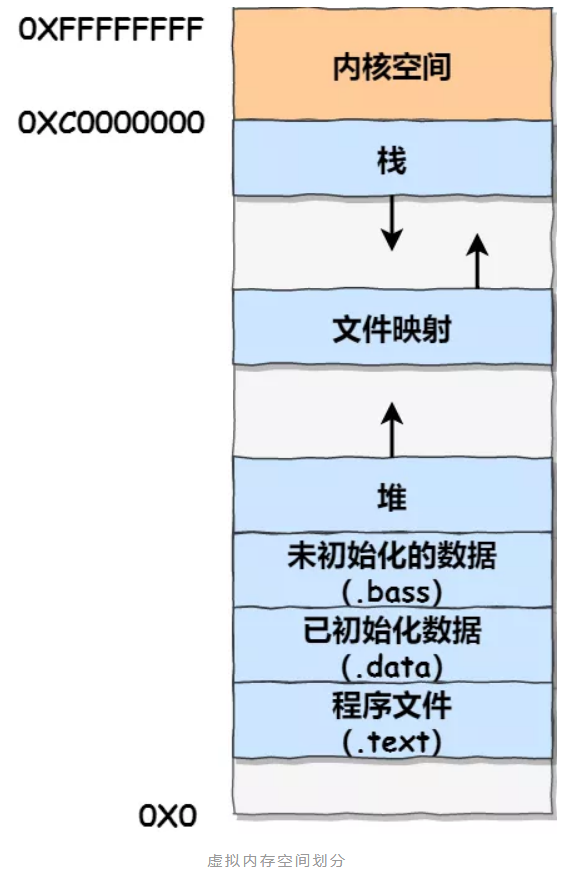 0XFFFFFFFF
内核空间
0XC0000000
栈
文件映射
堆
未初始化的数据
(.bass)
已初始化数据
(.data)
程序文件
(.text)
0X0
虚拟内存空间划分